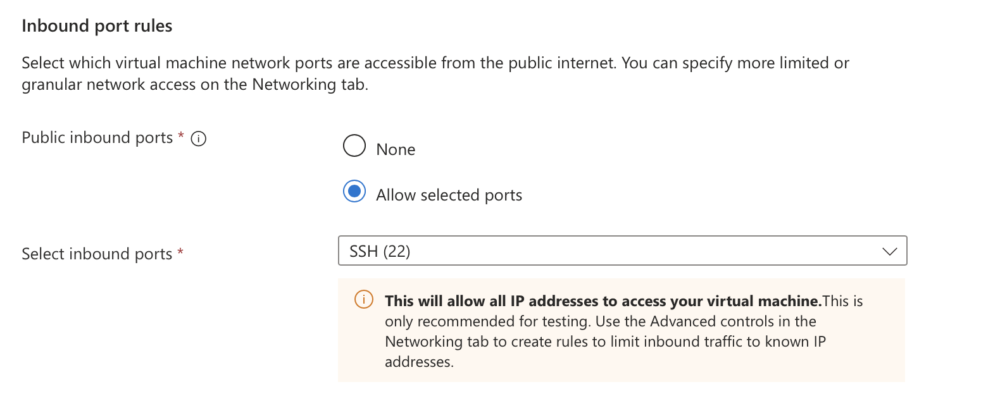 Inbound port rules
Select which virtual machine network ports are accessible from the public internet. You can specify more limited or
granular network access on the Networking tab.
Public inbound ports *
None
Allow selected ports
Select inbound ports *
SSH (22)
This will allow all IP addresses to access your virtual machine.This is
only recommended for testing. Use the Advanced controls in the
Networking tab to create rules to limit inbound traffic to known IP
addresses.